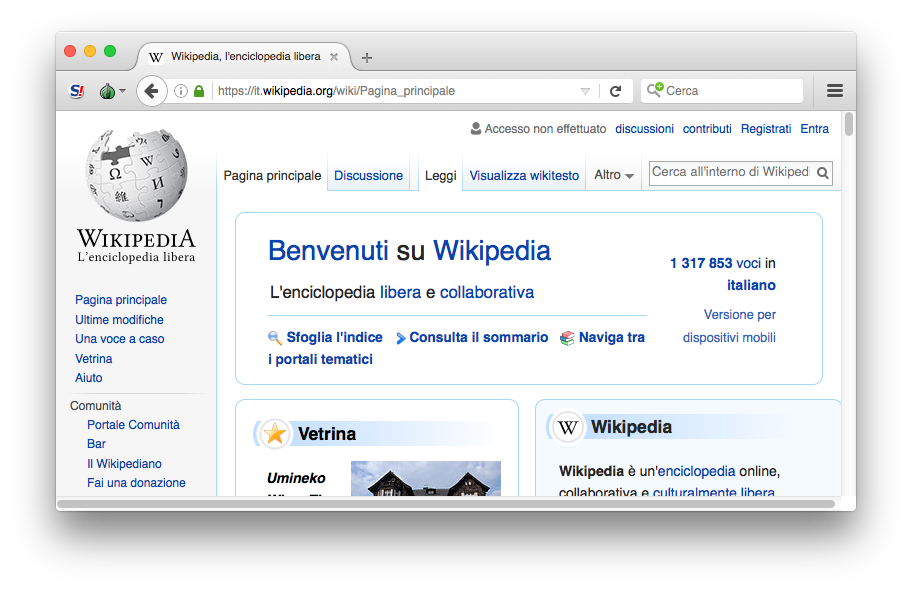 Wikipedia, l'enciclopedia libera
https://it.wikipedia.org/wiki/Pagina_principale
Cerca
Accesso non effettuato discussioni contributi Registrati Entra
Pagina principale Discussione Leggi Visualizza wikitesto Altro Cerca all'interno di Wikiped
WIKIPEDIA
L'enciclopedia libera
Pagina principale
Ultime modifiche
Una voce a caso
Vetrina
Aiuto
Comunità
Portale Comunità
Bar
Il Wikipediano
Fai una donazione
Benvenuti su Wikipedia
L'enciclopedia libera e collaborativa
Sfoglia l'indice Consulta il sommario Naviga tra
i portali tematici
1 317 853 voci in
italiano
Versione per
dispositivi mobili
Vetrina
Umineko
W Wikipedia
Wikipedia è un'enciclopedia online,
collaborativa e culturalmente libera